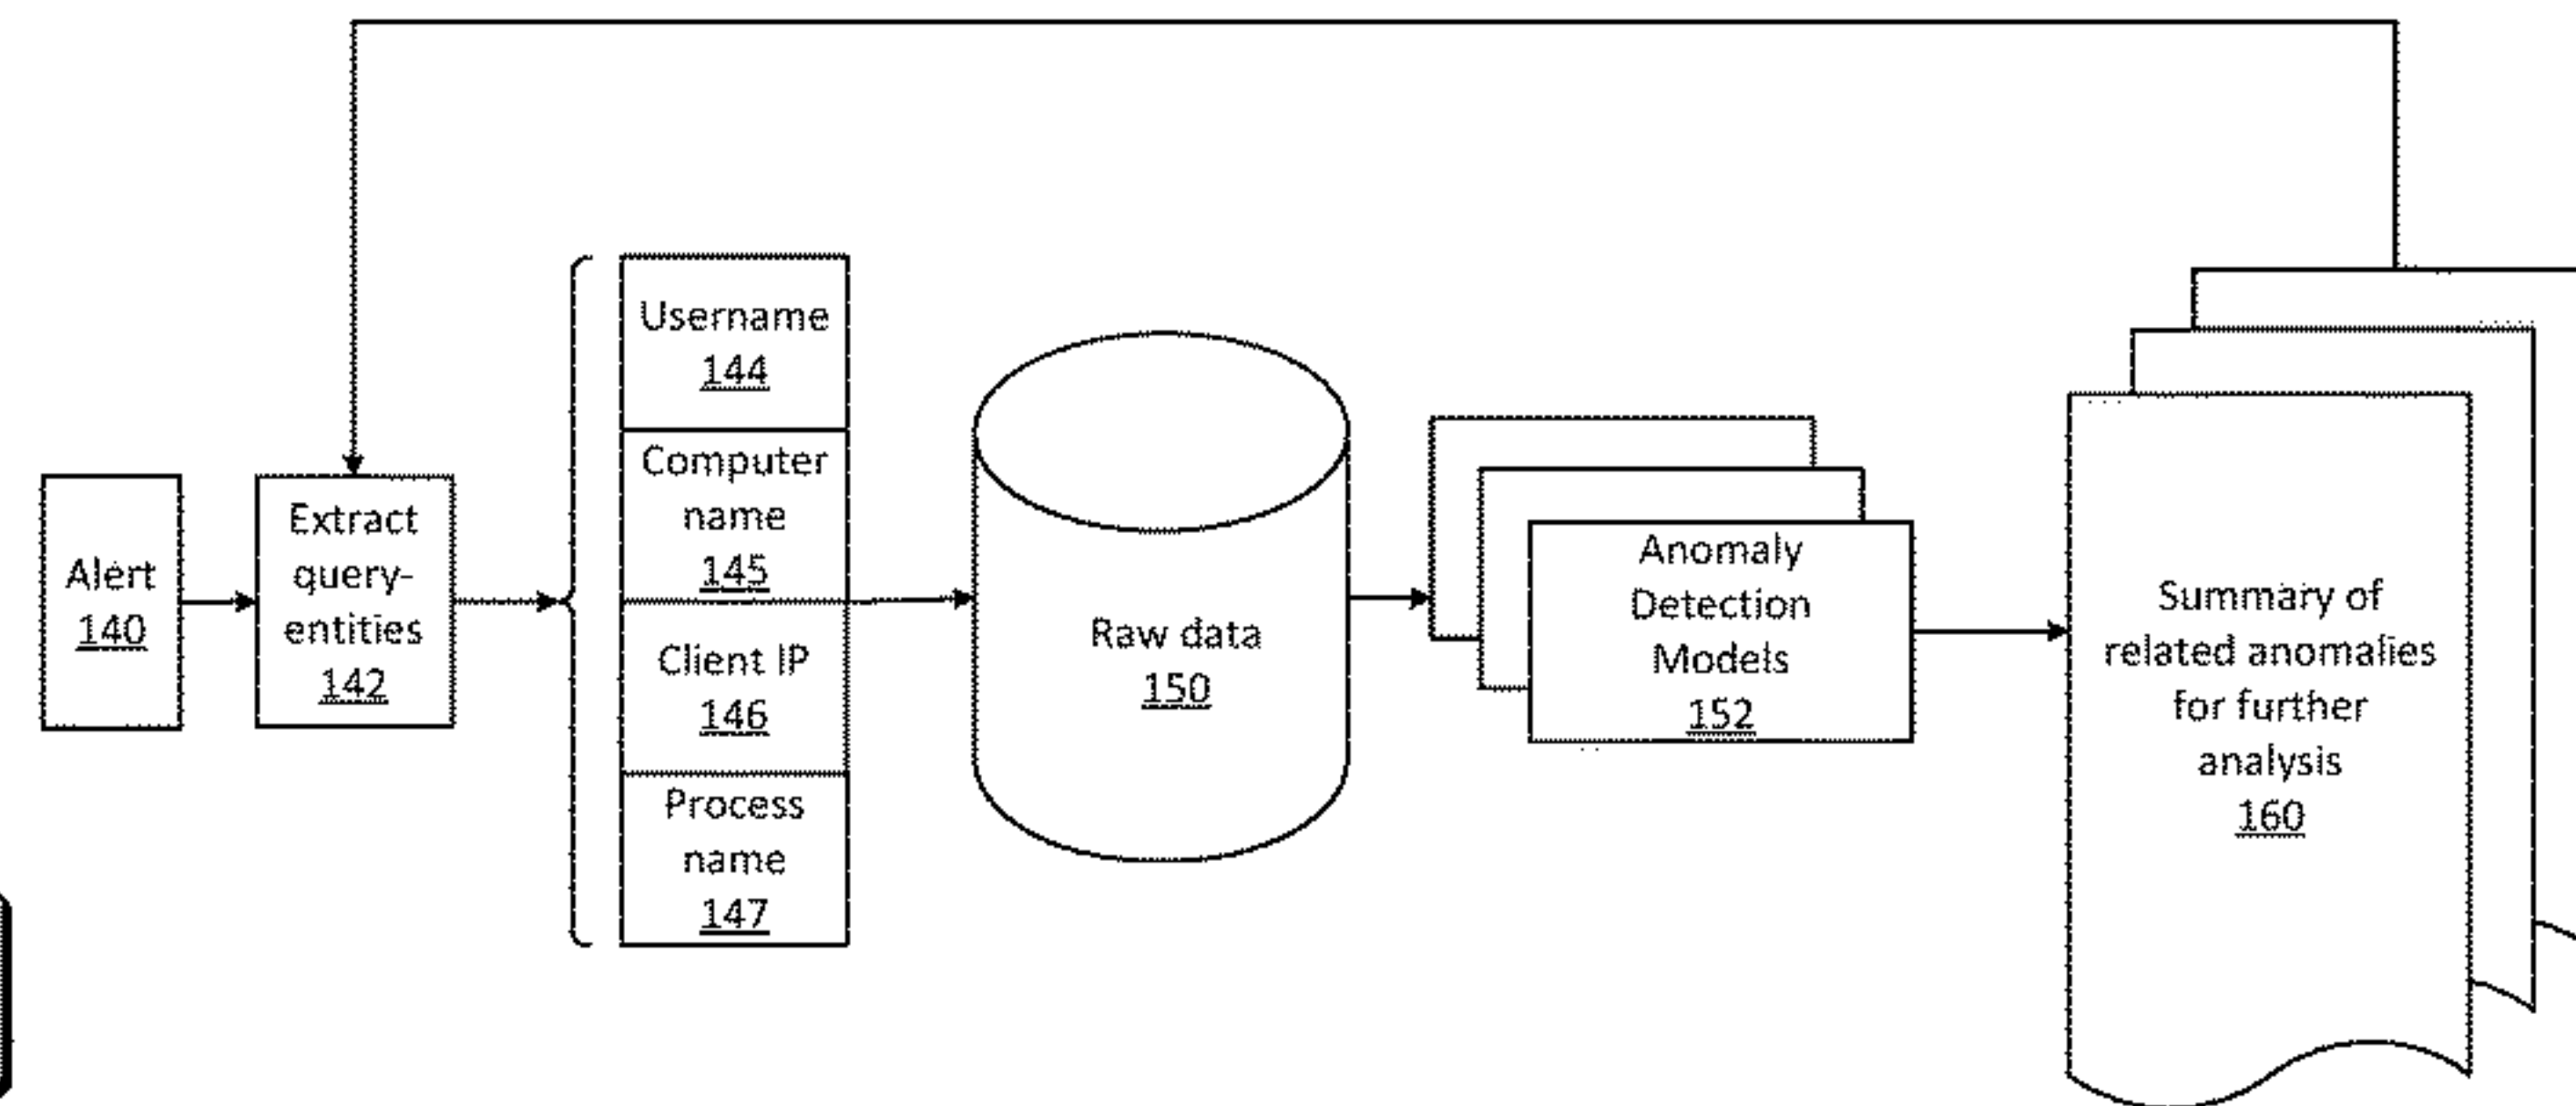 Alert
140
Extract
query-
entities
142
Username
144
Computer
name
145
Client IP
146
Process
name
147
Raw data
150
Anomaly
Detection
Models
152
Summary of
related anomalies
for further
analysis
160